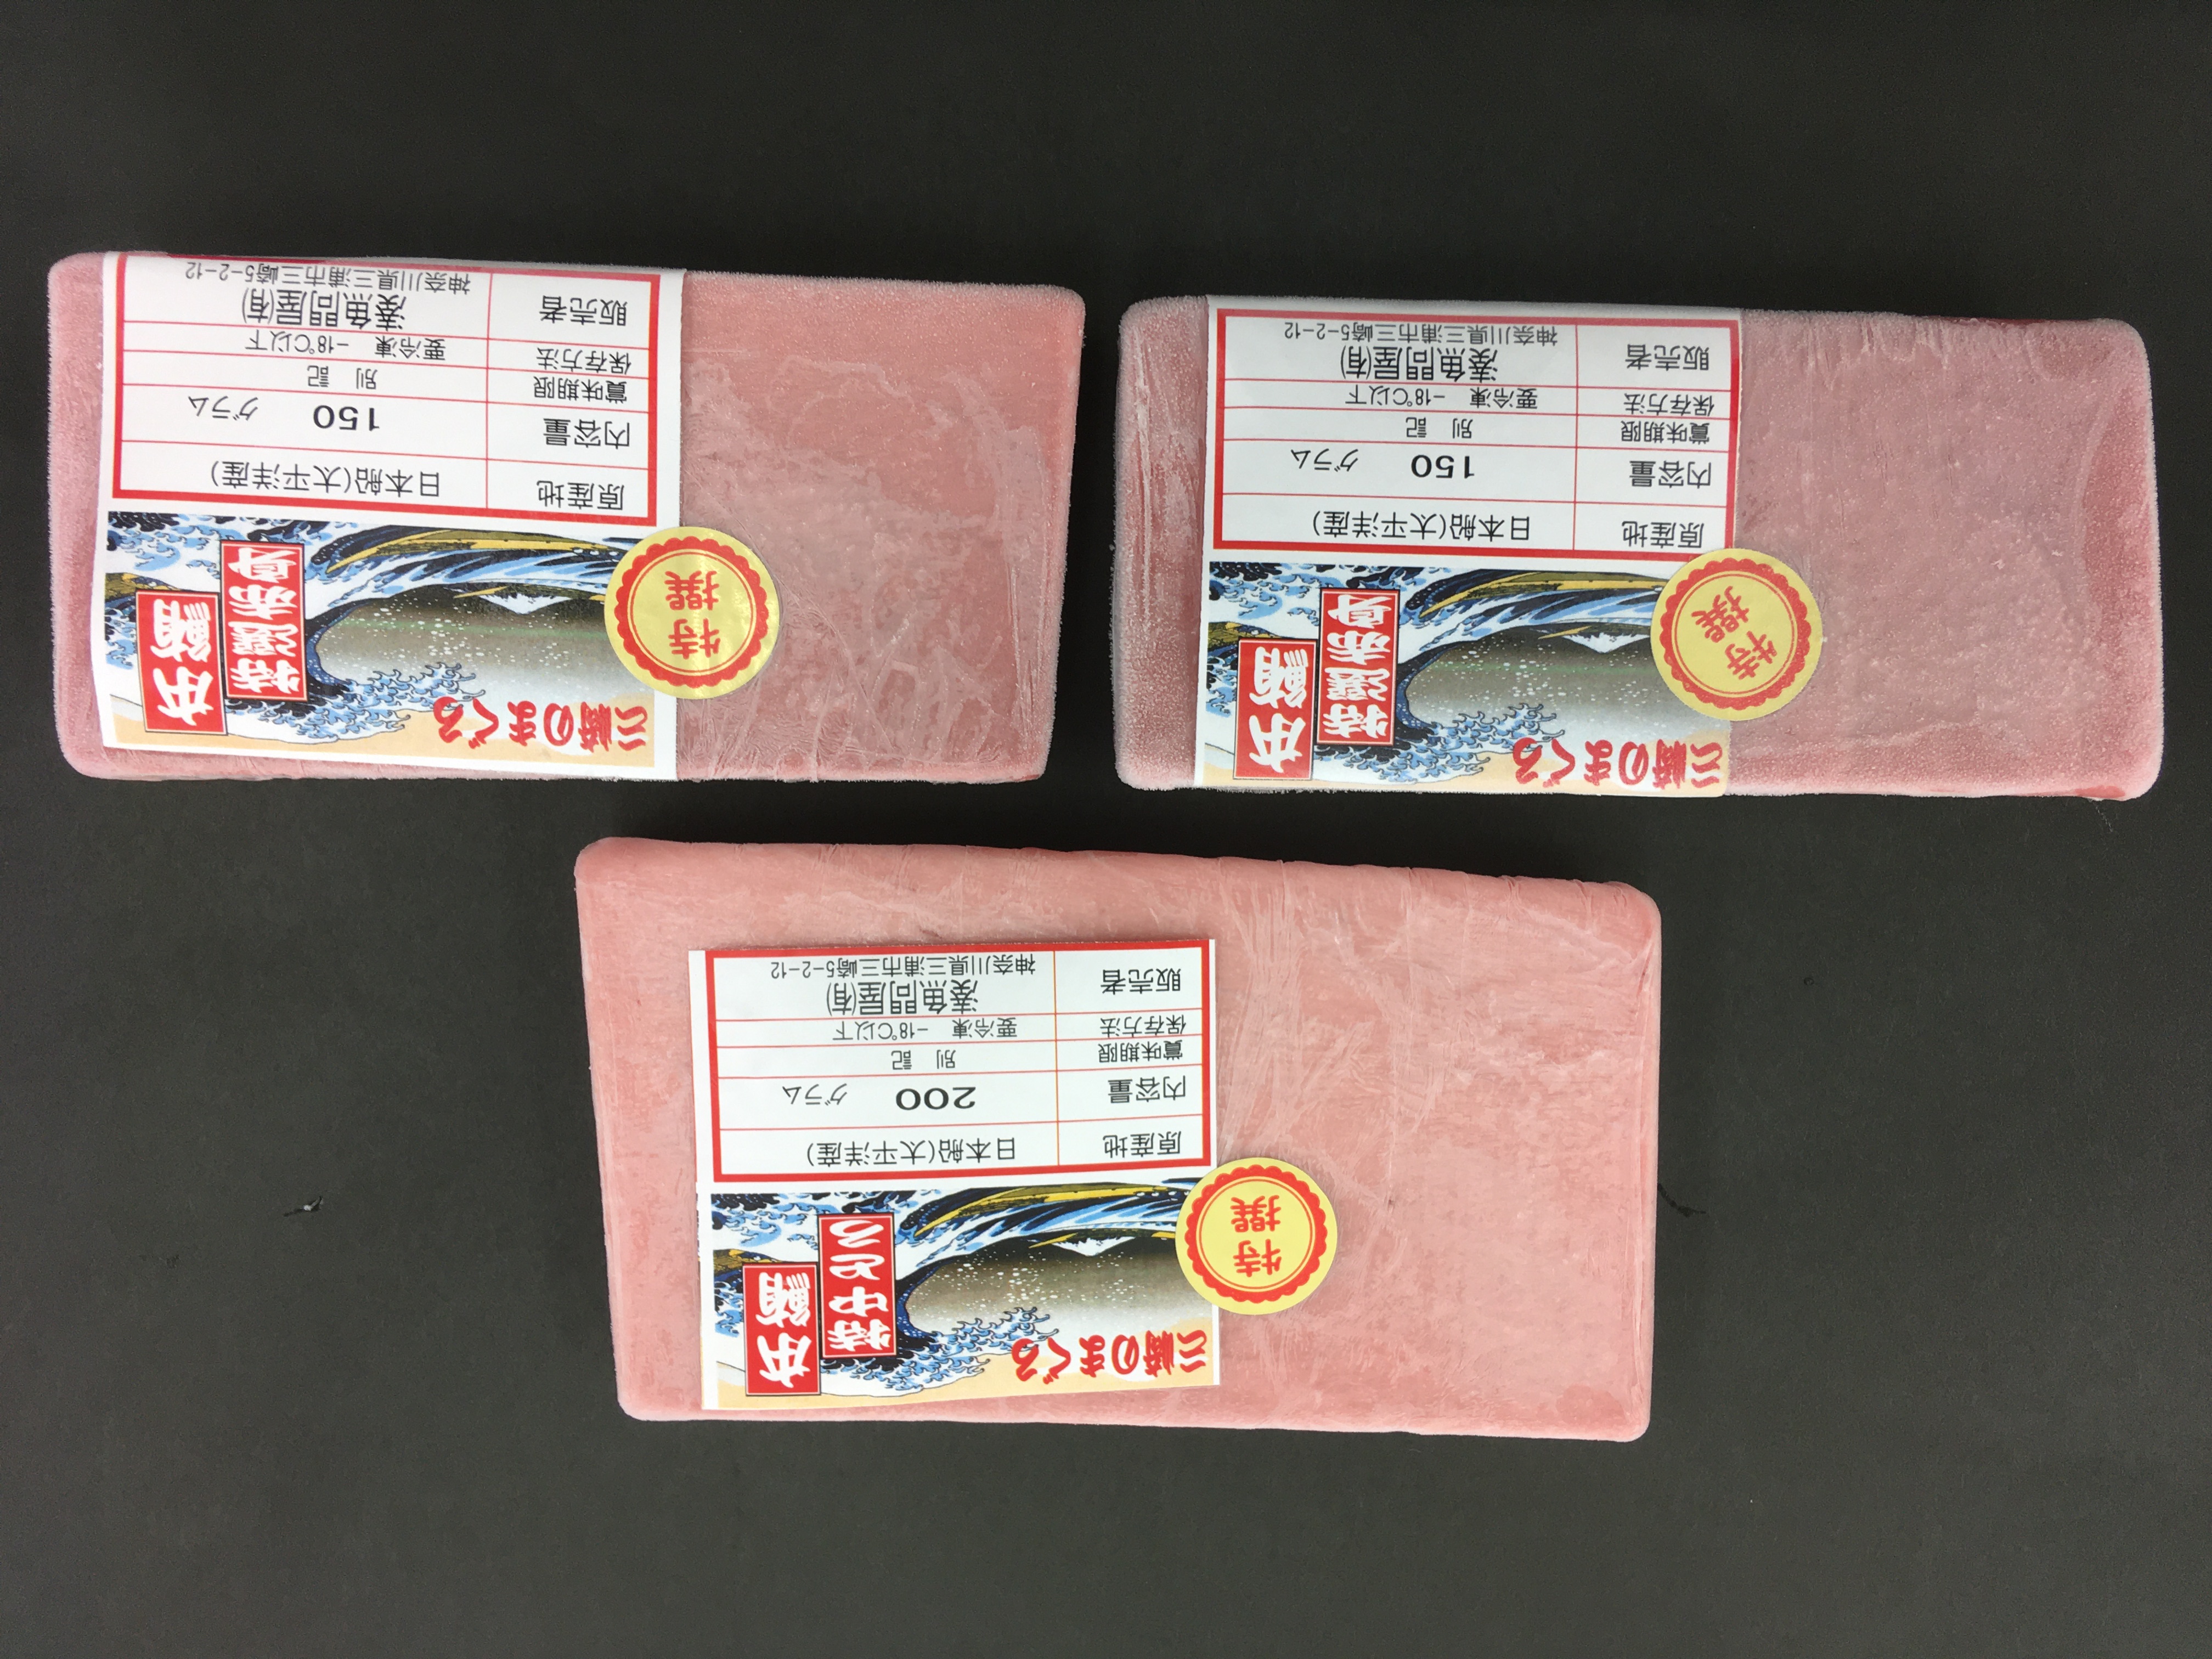 三崎のまぐろ
本鮪
特中とろ
特撰
原産地 日本船(太平洋産)
内容量 200 グラム
賞味期限 別記
保存方法 要冷凍 -18℃以下
販売者 湊魚問屋(有)
神奈川県三浦市三崎5-2-12
三崎のまぐろ
本鮪
特選赤身
特撰
原産地 日本船(太平洋産)
内容量 150 グラム
賞味期限 別記
保存方法 要冷凍 -18℃以下
販売者 湊魚問屋(有)
神奈川県三浦市三崎5-2-12
三崎のまぐろ
本鮪
特選赤身
特撰
原産地 日本船(太平洋産)
内容量 150 グラム
賞味期限 別記
保存方法 要冷凍 -18℃以下
販売者 湊魚問屋(有)
神奈川県三浦市三崎5-2-12